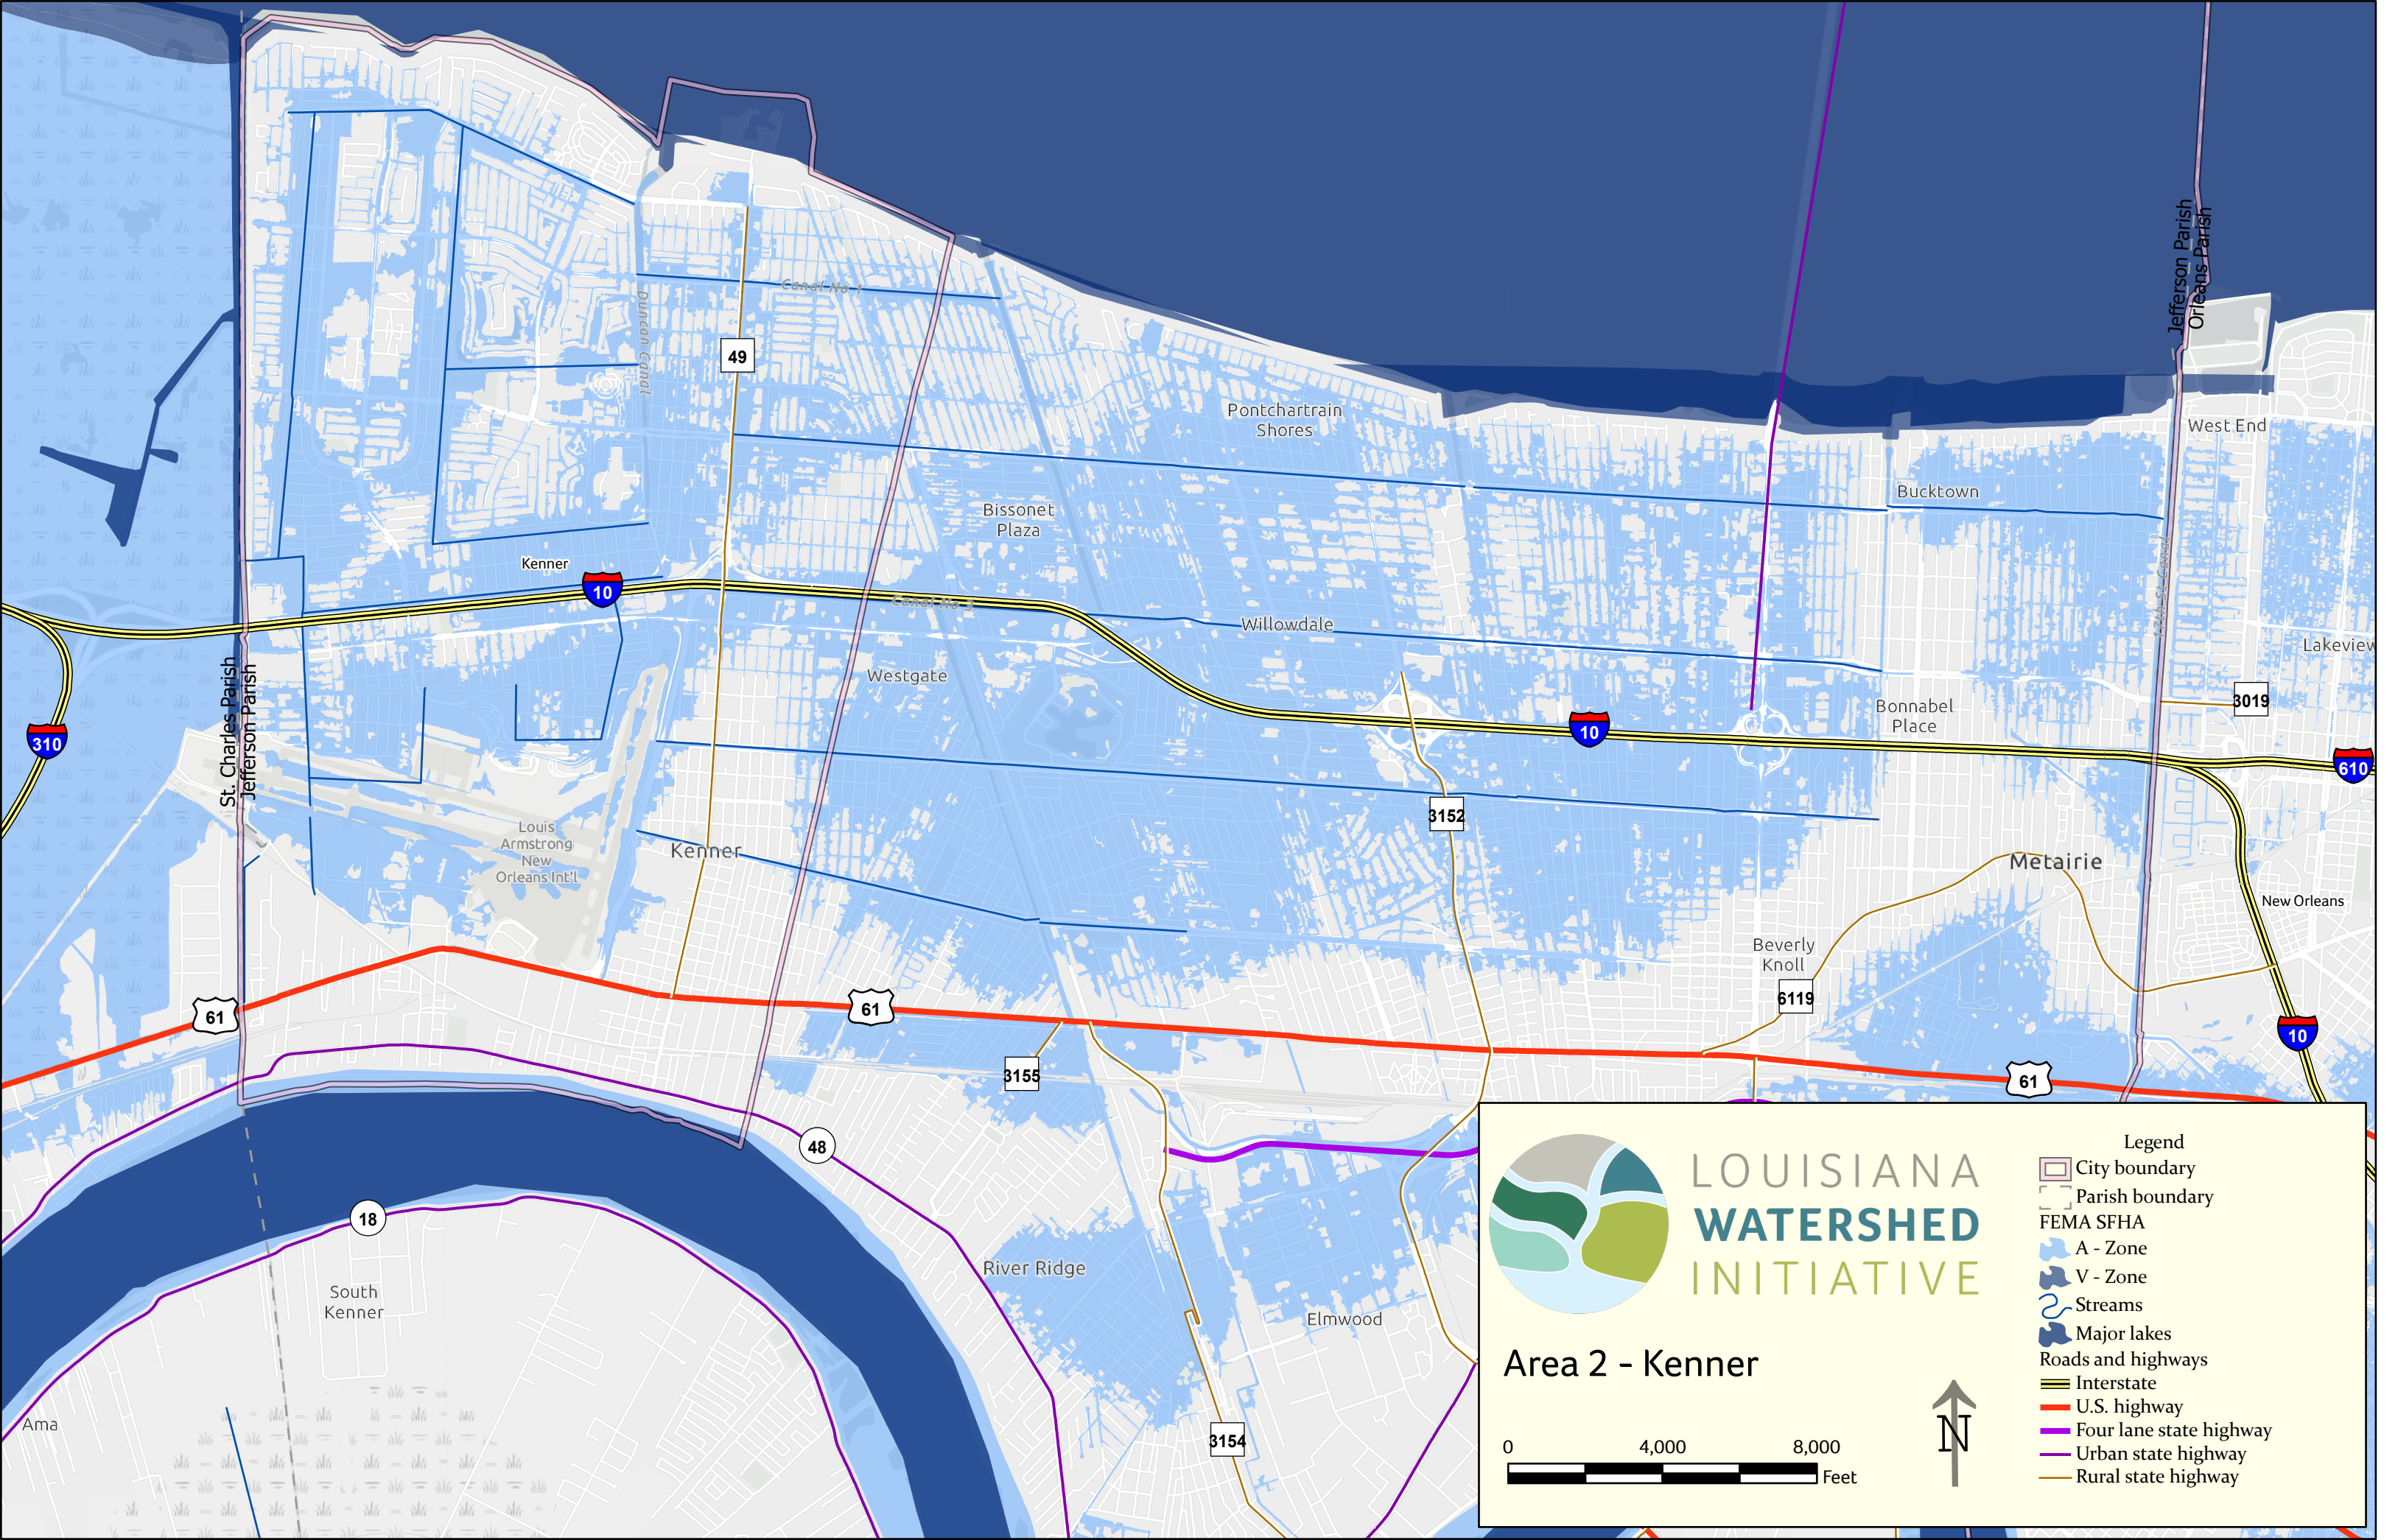 Jefferson Parish
Orleans Parish
Canal No 1
Duncan Canal
49
Pontchartrain
Shores
West End
Bucktown
Bissonet
Plaza
Kenner
10
Canal No 3
Willowdale
17th St Canal
Lakeview
St. Charles Parish
Jefferson Parish
Westgate
3019
Bonnabel
Place
310
10
610
3152
Louis
Armstrong
New
Orleans Int'l
Kenner
Metairie
New Orleans
Beverly
Knoll
6119
61
61
10
3155
61
48
18
River Ridge
South
Kenner
Elmwood
Ama
3154
LOUISIANA
WATERSHED
INITIATIVE
Area 2 - Kenner
0 4,000 8,000
Feet
N
Legend
City boundary
Parish boundary
FEMA SFHA
A - Zone
V - Zone
Streams
Major lakes
Roads and highways
Interstate
U.S. highway
Four lane state highway
Urban state highway
Rural state highway